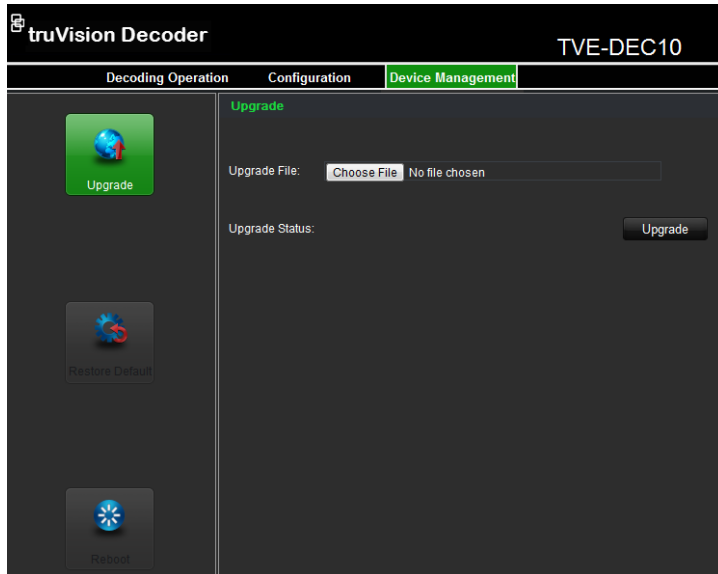 truVision Decoder
TVE-DEC10
Decoding Operation Configuration Device Management
Upgrade
Upgrade
Upgrade File: Choose File No file chosen
Upgrade Status: Upgrade
Restore Default
Reboot